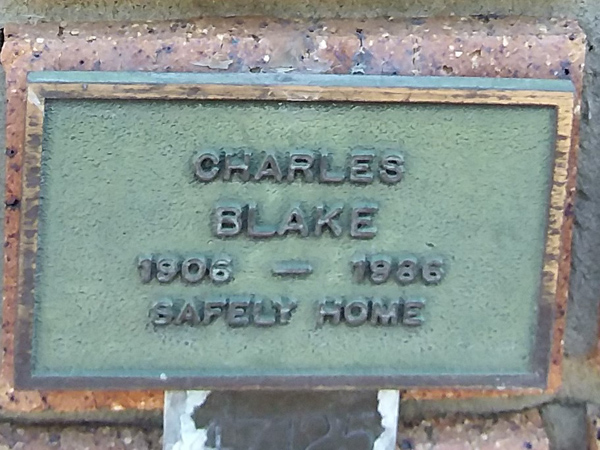 CHARLES
BLAKE
1906 — 1986
SAFELY HOME